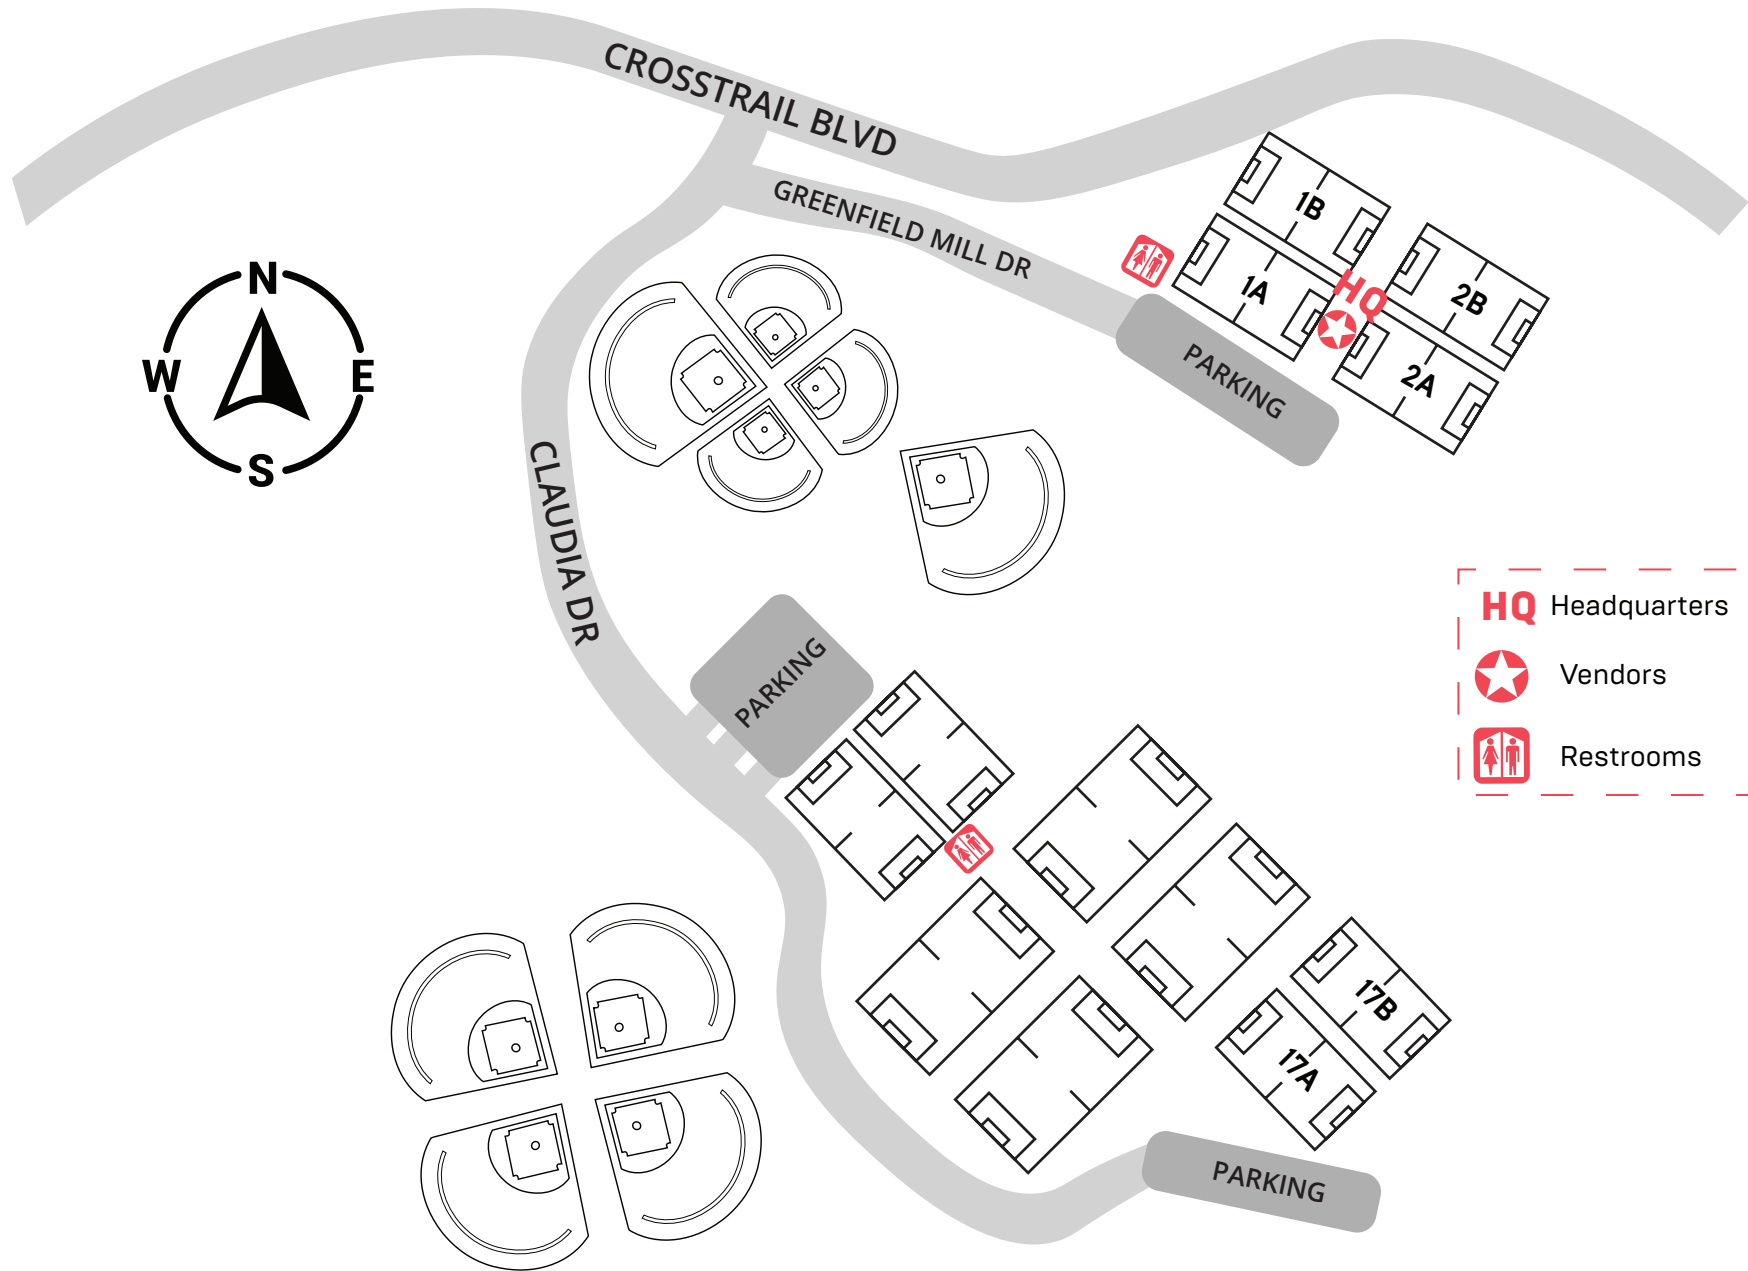 CROSSTRAIL BLVD
GREENFIELD MILL DR
1B
1A
HQ
2B
2A
PARKING
N
W
E
S
CLAUDIA DR
HQ Headquarters
Vendors
Restrooms
PARKING
17B
17A
PARKING